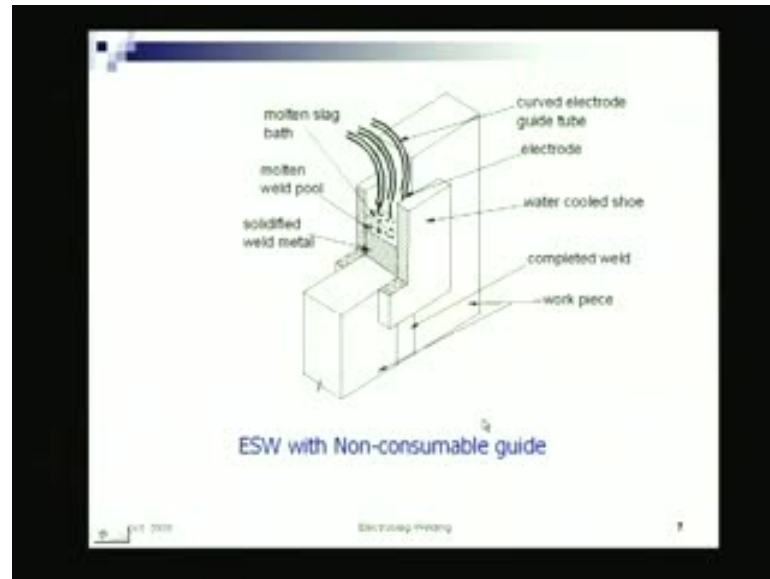 molten slag
bath
molten
weld pool
solidified
weld metal
curved electrode
guide tube
electrode
water cooled shoe
completed weld
work piece
ESW with Non-consumable guide
Electroslag Welding